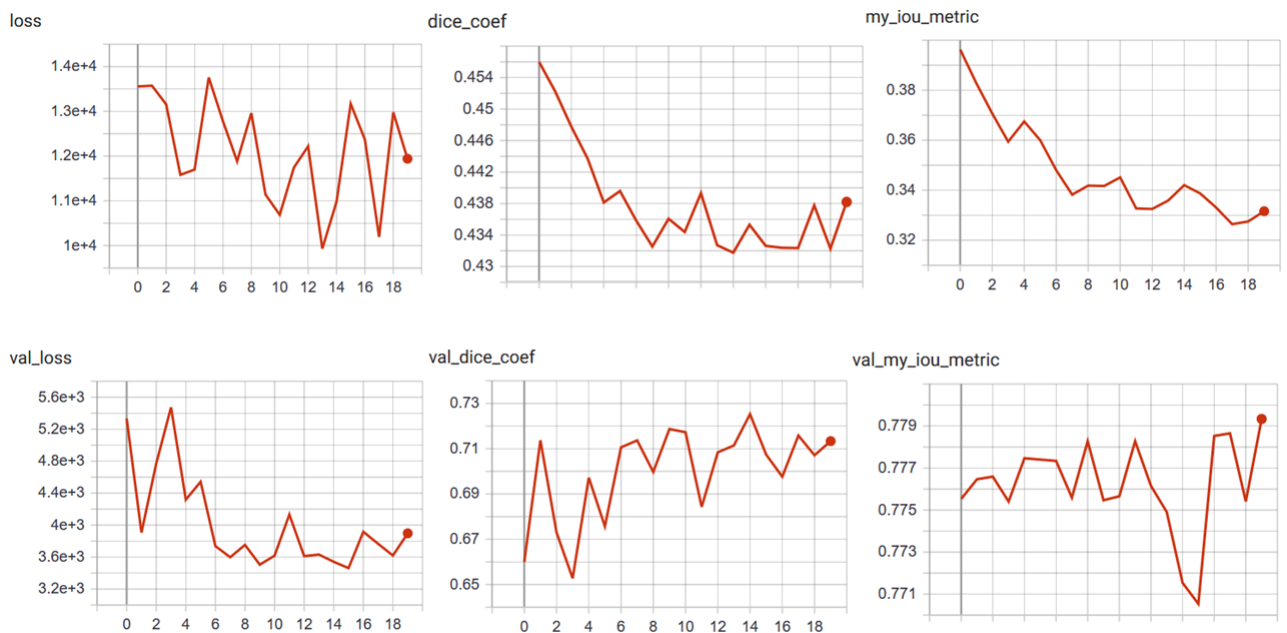 loss
1.4e+4
1.3e+4
1.2e+4
1.1e+4
1e+4
0 2 4 6 8 10 12 14 16 18
dice_coef
0.454
0.45
0.446
0.442
0.438
0.434
0.43
my_iou_metric
0.38
0.36
0.34
0.32
0 2 4 6 8 10 12 14 16 18
val_loss
5.6e+3
5.2e+3
4.8e+3
4.4e+3
4e+3
3.6e+3
3.2e+3
0 2 4 6 8 10 12 14 16 18
val_dice_coef
0.73
0.71
0.69
0.67
0.65
0 2 4 6 8 10 12 14 16 18
val_my_iou_metric
0.779
0.777
0.775
0.773
0.771